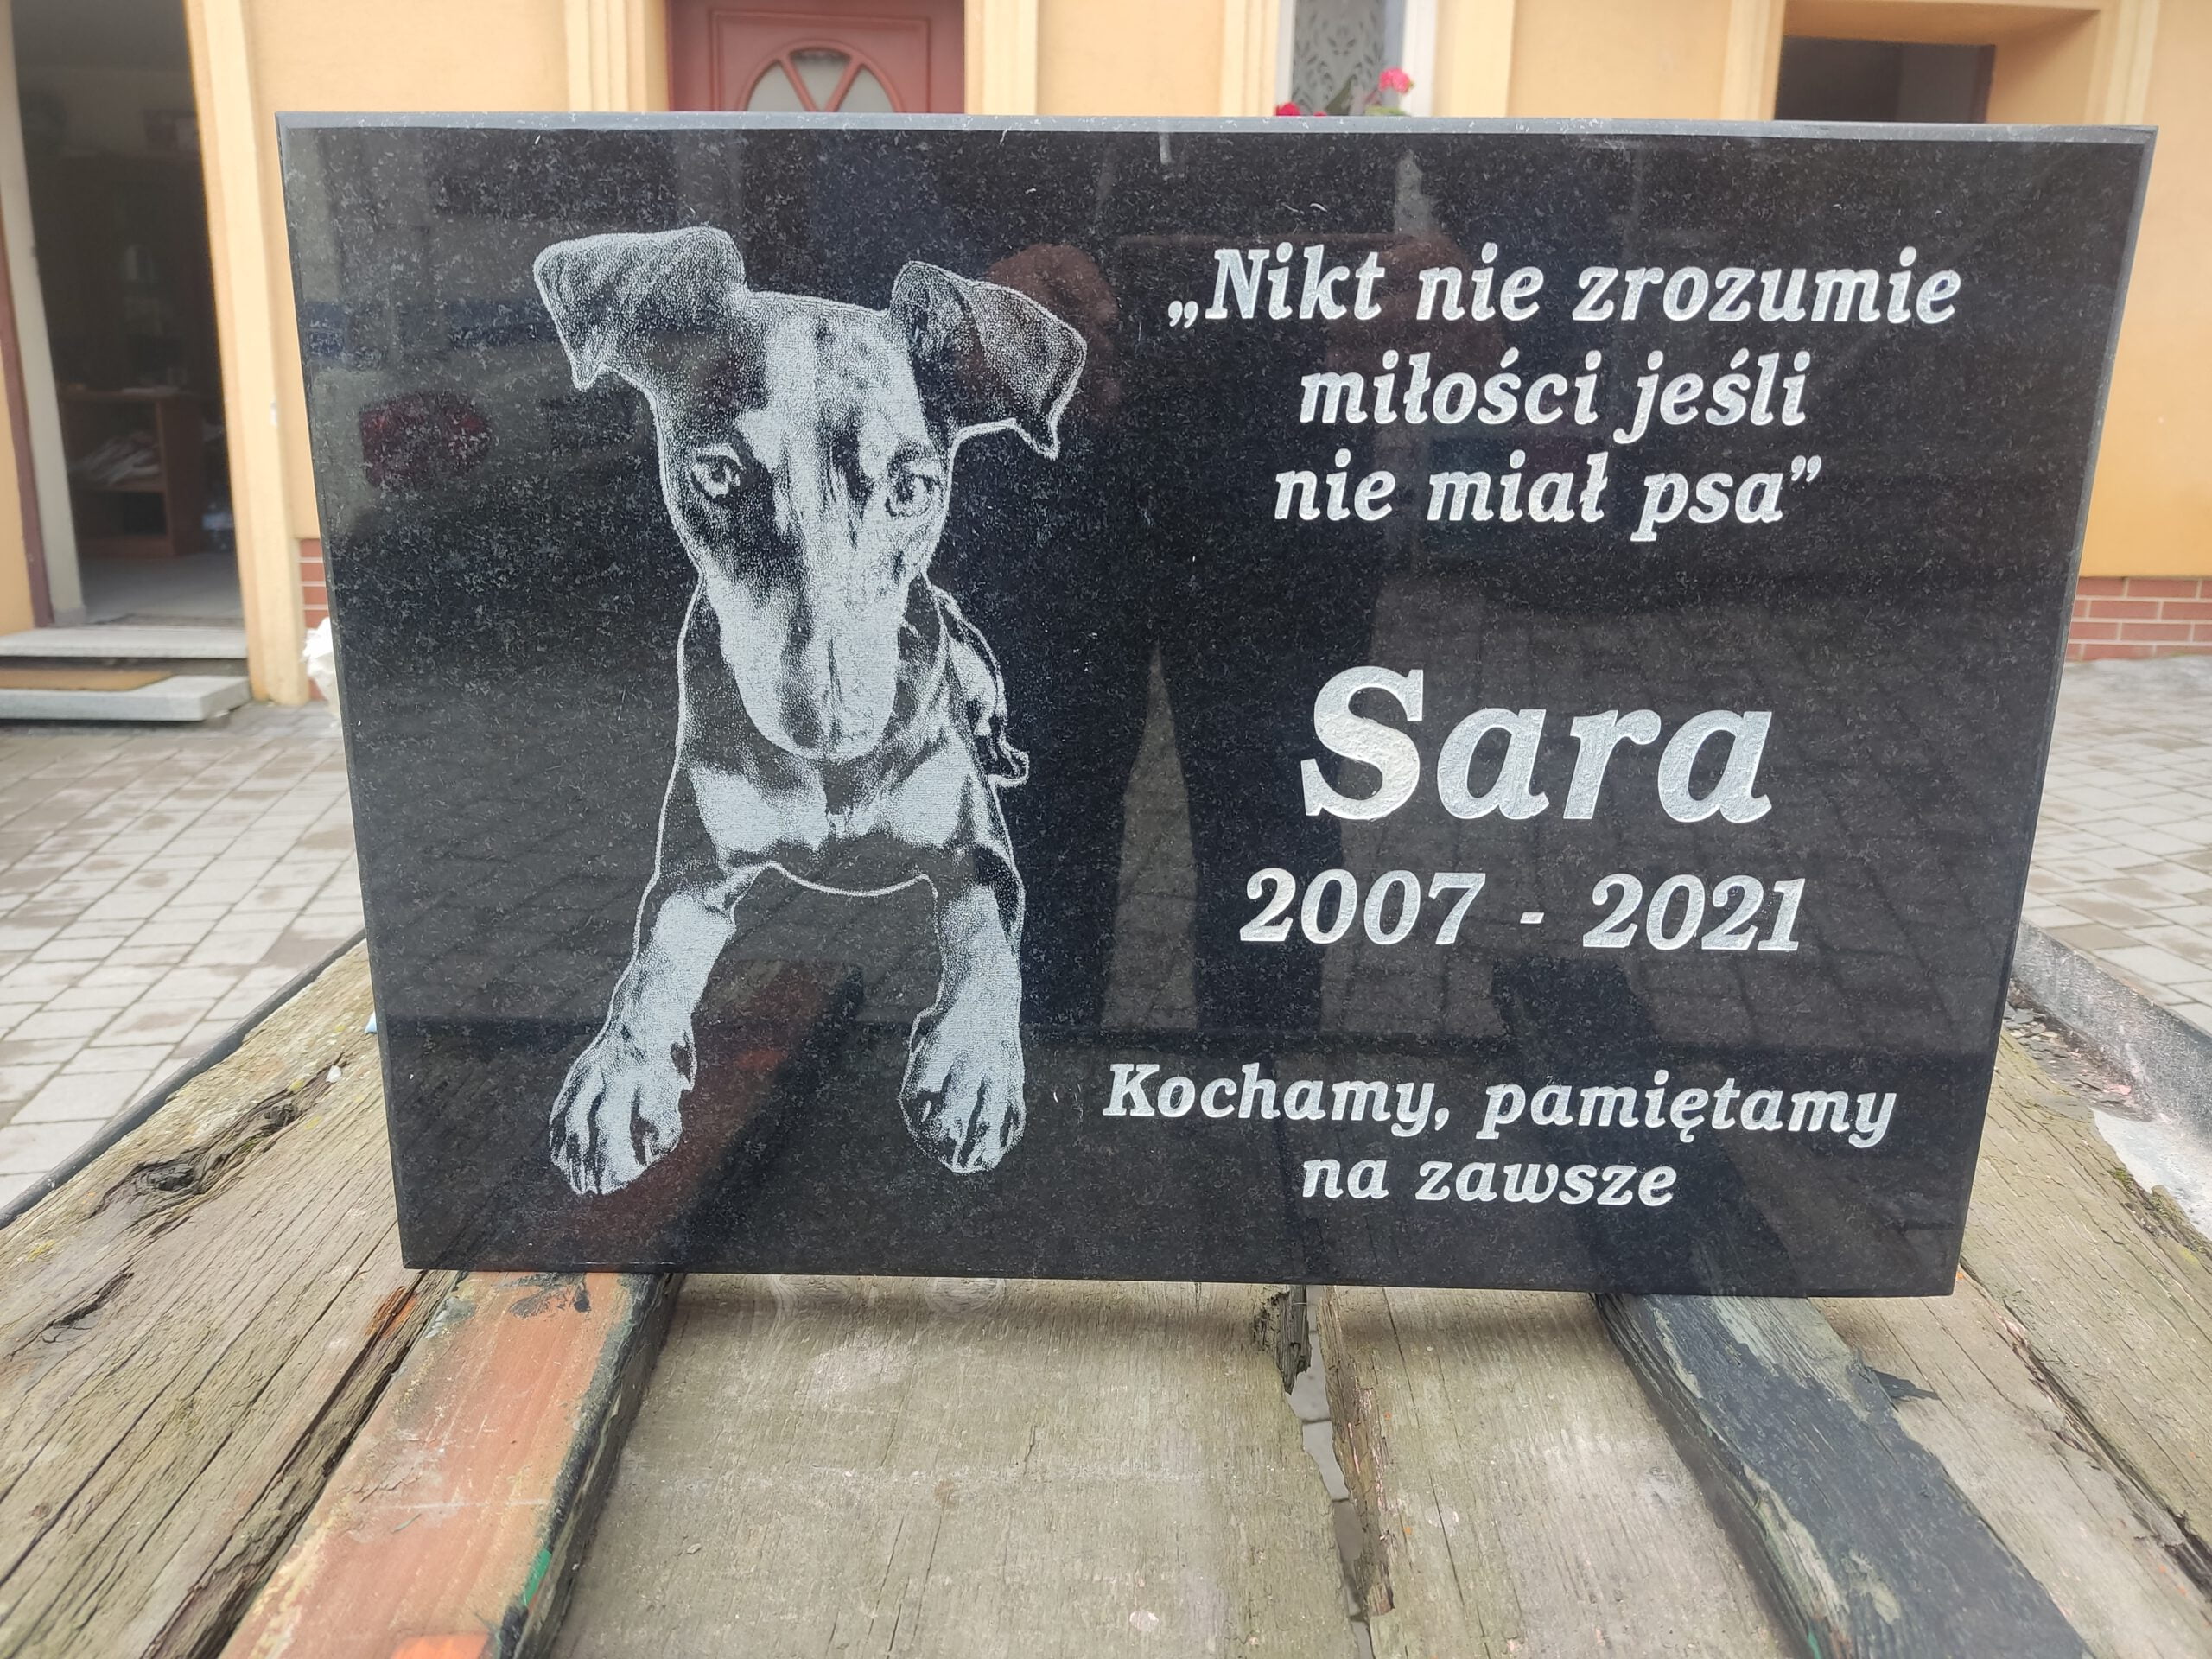 „Nikt nie zrozumie
miłości jeśli
nie miał psa”
Sara
2007 - 2021
Kochamy, pamiętamy
na zawsze